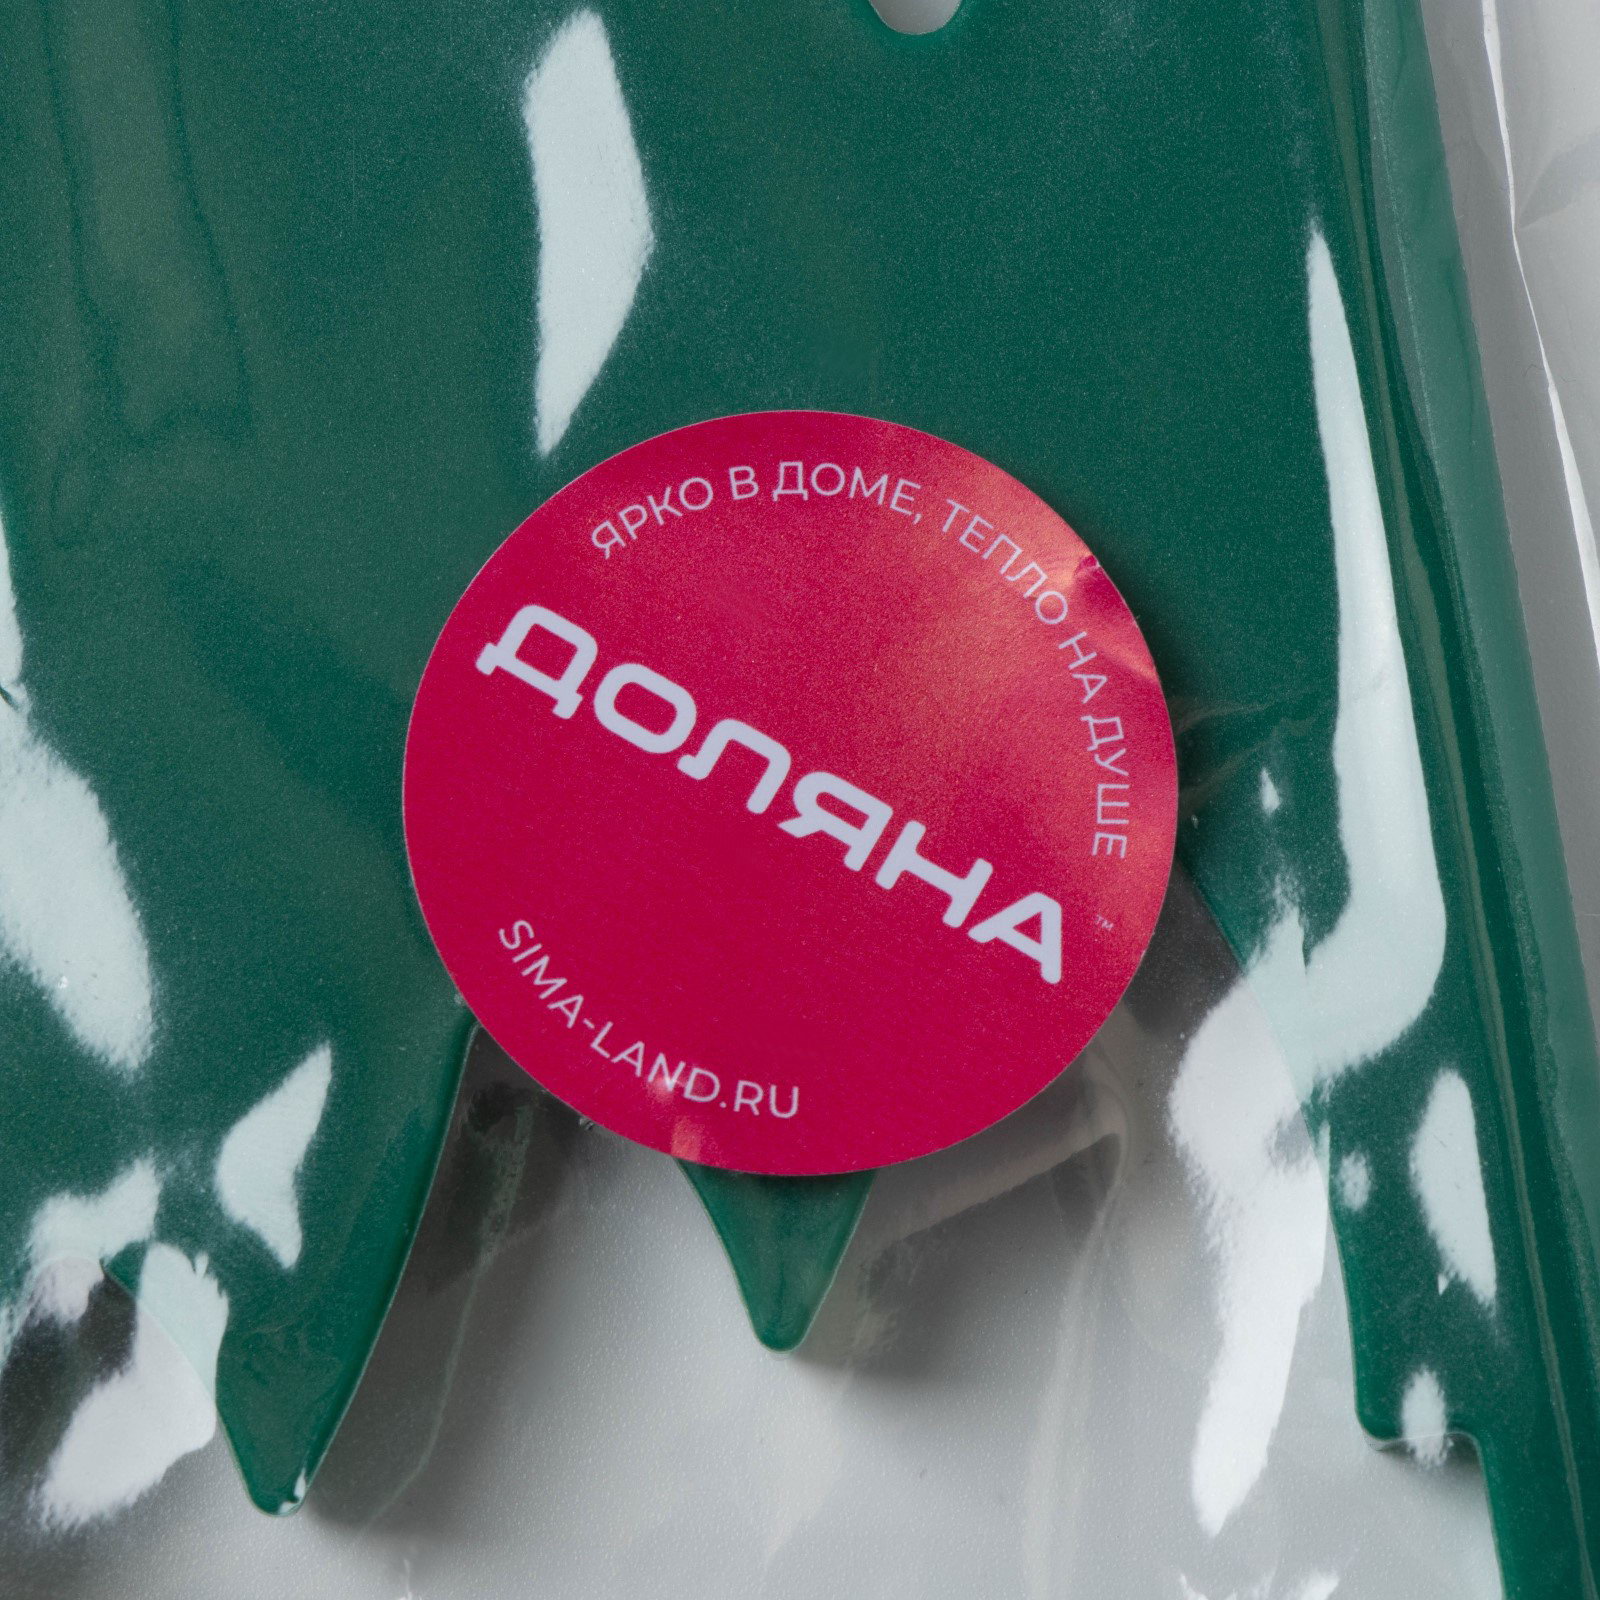 ЯРКО В ДОМЕ, ТЕПЛО НА ДУШЕ
ДОЛЯНА™
SIMA-LAND.RU